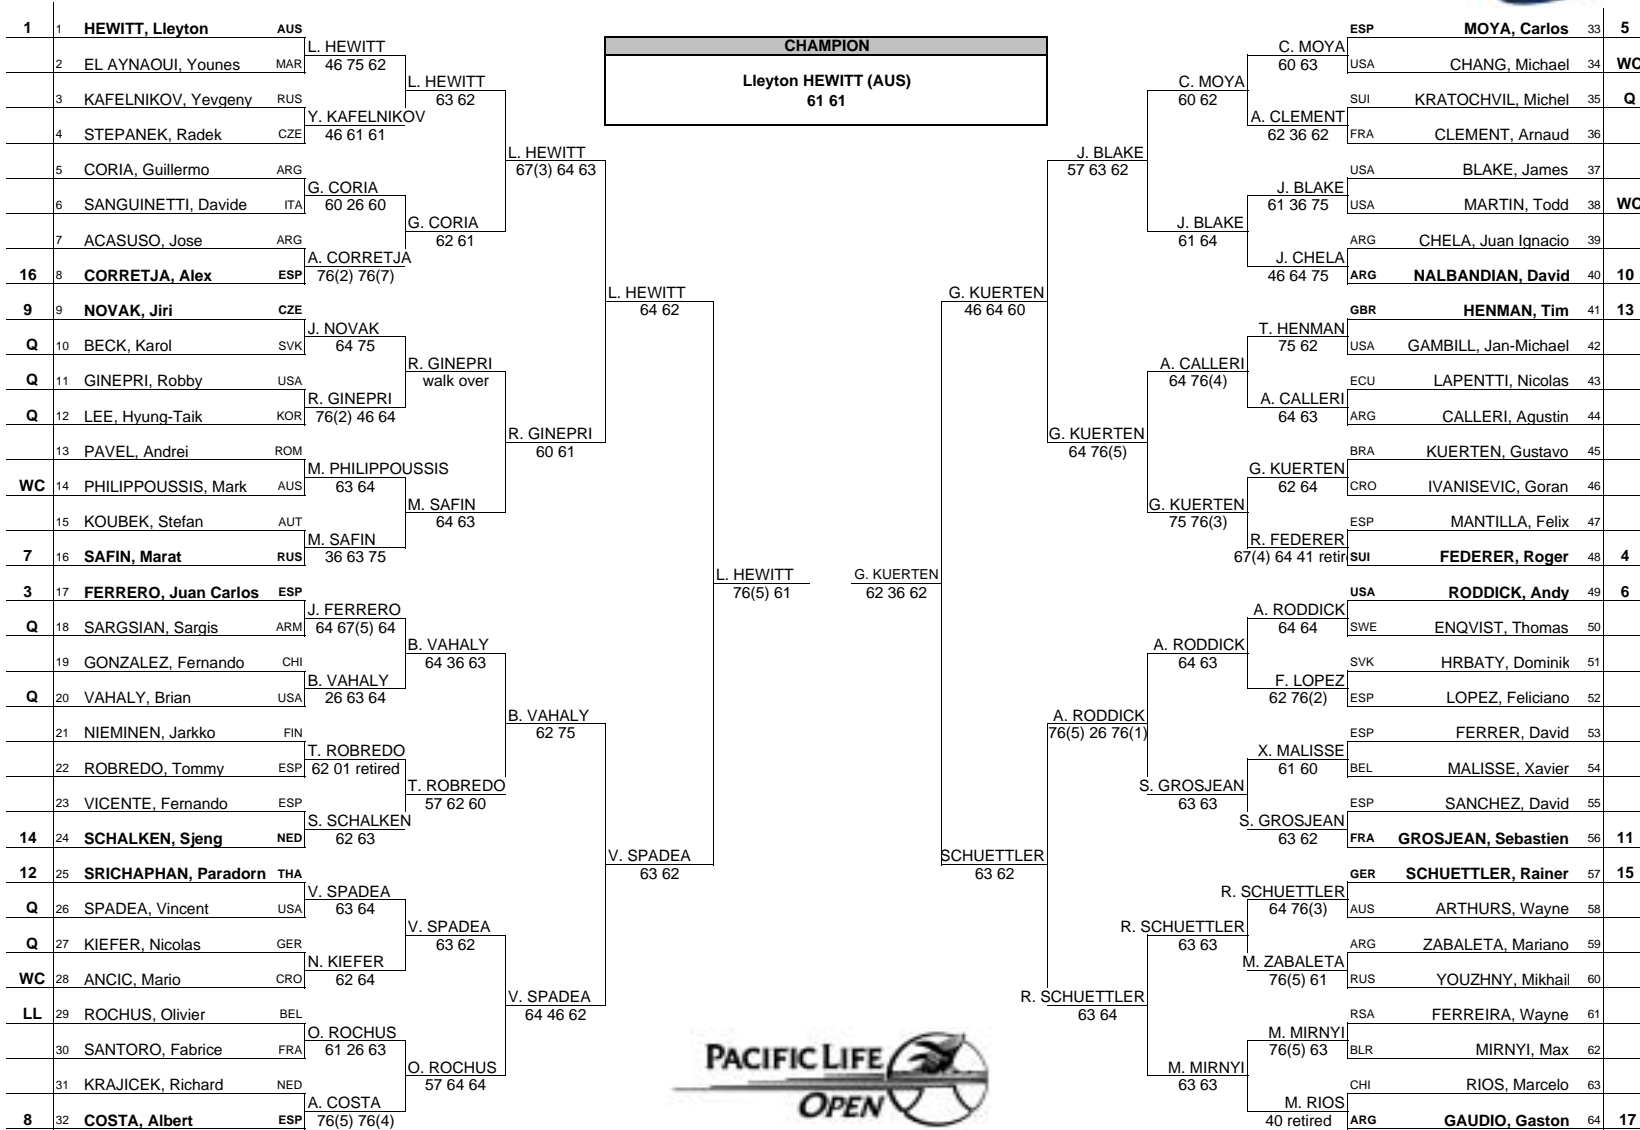 1 1 HEWITT, Lleyton AUS
L. HEWITT
2 EL AYNAOUI, Younes MAR 46 75 62
L. HEWITT
63 62
3 KAFELNIKOV, Yevgeny RUS
Y. KAFELNIKOV
4 STEPANEK, Radek CZE 46 61 61
L. HEWITT
67(3) 64 63
5 CORIA, Guillermo ARG
G. CORIA
6 SANGUINETTI, Davide ITA 60 26 60
G. CORIA
62 61
7 ACASUSO, Jose ARG
A. CORRETJA
16 8 CORRETJA, Alex ESP 76(2) 76(7)
L. HEWITT
64 62
9 9 NOVAK, Jiri CZE
J. NOVAK
Q 10 BECK, Karol SVK 64 75
R. GINEPRI
walk over
Q 11 GINEPRI, Robby USA
R. GINEPRI
Q 12 LEE, Hyung-Taik KOR 76(2) 46 64
R. GINEPRI
60 61
13 PAVEL, Andrei ROM
M. PHILIPPOUSSIS
WC 14 PHILIPPOUSSIS, Mark AUS 63 64
M. SAFIN
64 63
15 KOUBEK, Stefan AUT
M. SAFIN
7 16 SAFIN, Marat RUS 36 63 75
L. HEWITT
76(5) 61
3 17 FERRERO, Juan Carlos ESP
J. FERRERO
Q 18 SARGSIAN, Sargis ARM 64 67(5) 64
B. VAHALY
64 36 63
19 GONZALEZ, Fernando CHI
B. VAHALY
Q 20 VAHALY, Brian USA 26 63 64
B. VAHALY
62 75
21 NIEMINEN, Jarkko FIN
T. ROBREDO
22 ROBREDO, Tommy ESP 62 01 retired
T. ROBREDO
57 62 60
23 VICENTE, Fernando ESP
S. SCHALKEN
14 24 SCHALKEN, Sjeng NED 62 63
V. SPADEA
63 62
12 25 SRICHAPHAN, Paradorn THA
V. SPADEA
Q 26 SPADEA, Vincent USA 63 64
V. SPADEA
63 62
Q 27 KIEFER, Nicolas GER
N. KIEFER
WC 28 ANCIC, Mario CRO 62 64
V. SPADEA
64 46 62
LL 29 ROCHUS, Olivier BEL
O. ROCHUS
30 SANTORO, Fabrice FRA 61 26 63
O. ROCHUS
57 64 64
31 KRAJICEK, Richard NED
A. COSTA
8 32 COSTA, Albert ESP 76(5) 76(4)
CHAMPION
Lleyton HEWITT (AUS)
61 61
ESP MOYA, Carlos 33 5
C. MOYA
60 63 USA CHANG, Michael 34 WC
C. MOYA
60 62
SUI KRATOCHVIL, Michel 35 Q
A. CLEMENT
62 36 62 FRA CLEMENT, Arnaud 36
J. BLAKE
57 63 62
USA BLAKE, James 37
J. BLAKE
61 36 75 USA MARTIN, Todd 38 WC
J. BLAKE
61 64
ARG CHELA, Juan Ignacio 39
J. CHELA
46 64 75 ARG NALBANDIAN, David 40 10
G. KUERTEN
46 64 60
GBR HENMAN, Tim 41 13
T. HENMAN
75 62 USA GAMBILL, Jan-Michael 42
A. CALLERI
64 76(4)
ECU LAPENTTI, Nicolas 43
A. CALLERI
64 63 ARG CALLERI, Agustin 44
G. KUERTEN
64 76(5)
BRA KUERTEN, Gustavo 45
G. KUERTEN
62 64 CRO IVANISEVIC, Goran 46
G. KUERTEN
75 76(3)
ESP MANTILLA, Felix 47
R. FEDERER
67(4) 64 41 retir SUI FEDERER, Roger 48 4
G. KUERTEN
62 36 62
USA RODDICK, Andy 49 6
A. RODDICK
64 64 SWE ENQVIST, Thomas 50
A. RODDICK
64 63
SVK HRBATY, Dominik 51
F. LOPEZ
62 76(2) ESP LOPEZ, Feliciano 52
A. RODDICK
76(5) 26 76(1)
ESP FERRER, David 53
X. MALISSE
61 60 BEL MALISSE, Xavier 54
S. GROSJEAN
63 63
ESP SANCHEZ, David 55
S. GROSJEAN
63 62 FRA GROSJEAN, Sebastien 56 11
SCHUETTLER
63 62
GER SCHUETTLER, Rainer 57 15
R. SCHUETTLER
64 76(3) AUS ARTHURS, Wayne 58
R. SCHUETTLER
63 63
ARG ZABALETA, Mariano 59
M. ZABALETA
76(5) 61 RUS YOUZHNY, Mikhail 60
R. SCHUETTLER
63 64
RSA FERREIRA, Wayne 61
M. MIRNYI
76(5) 63 BLR MIRNYI, Max 62
M. MIRNYI
63 63
CHI RIOS, Marcelo 63
M. RIOS
40 retired ARG GAUDIO, Gaston 64 17
PACIFIC LIFE
OPEN